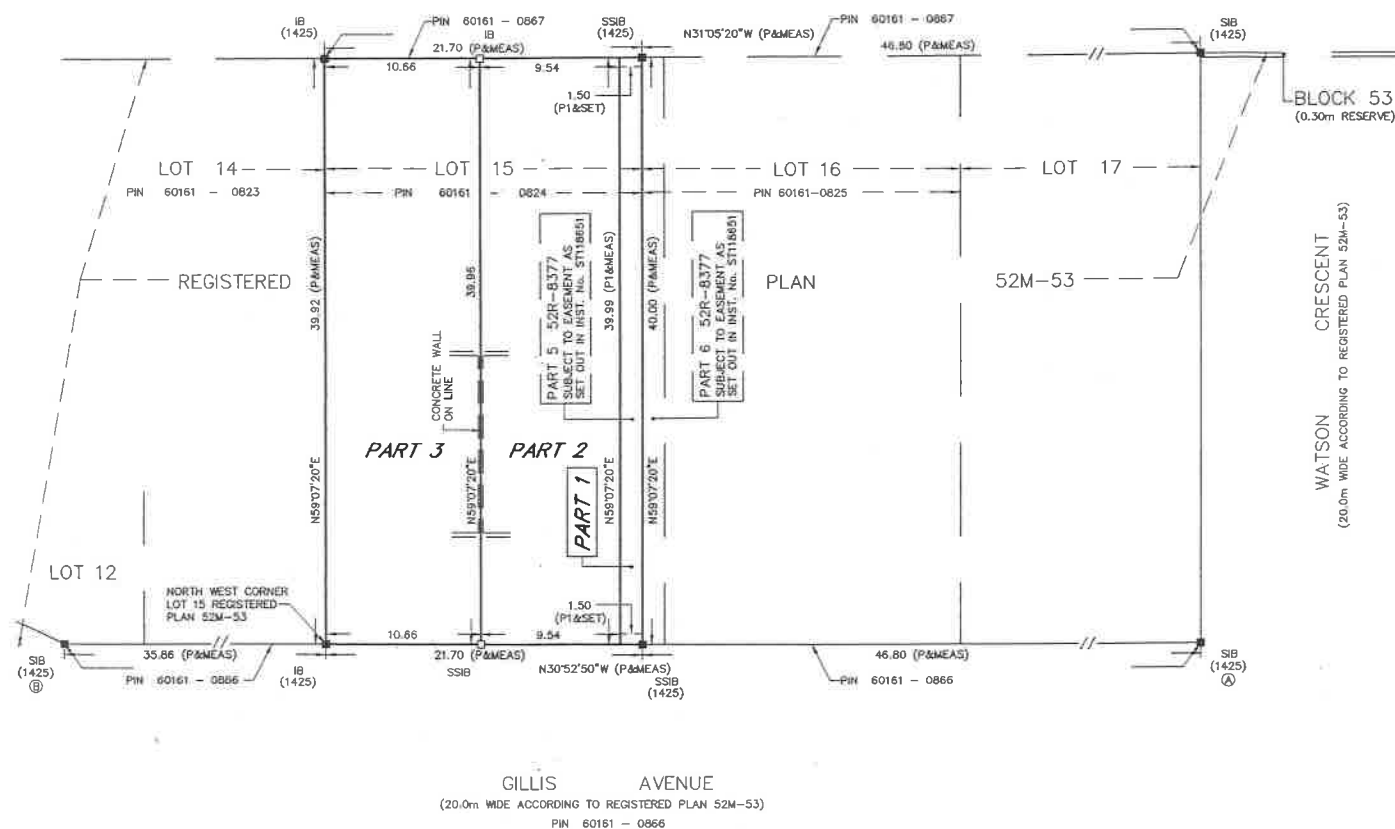 IB
(1425)
PIN 60161 - 0867
IB
21.70 (P&MEAS)
SSIB
(1425)
N31°05'20"W (P&MEAS)
PIN 60161 - 0867
46.80 (P&MEAS)
SIB
(1425)
10.66
9.54
1.50
(P1&SET)
BLOCK 53
(0.30m RESERVE)
LOT 14
LOT 15
LOT 16
LOT 17
PIN 60161 - 0823
PIN 60161 - 0824
PIN 60161-0825
REGISTERED
PLAN
52M-53
39.92 (P&MEAS)
39.96
39.99 (P1&MEAS)
40.00 (P&MEAS)
PART 5 52R-8377
SUBJECT TO EASEMENT AS
SET OUT IN INST. No. ST118651
PART 6 52R-8377
SUBJECT TO EASEMENT AS
SET OUT IN INST. No. ST118651
WATSON CRESCENT
(20.0m WIDE ACCORDING TO REGISTERED PLAN 52M-53)
CONCRETE WALL
ON LINE
PART 3
PART 2
PART 1
N59°07'20"E
N59°07'20"E
N59°07'20"E
N59°07'20"E
LOT 12
NORTH WEST CORNER
LOT 15 REGISTERED
PLAN 52M-53
10.66
9.54
1.50
(P1&SET)
SIB
(1425)
B
35.86 (P&MEAS)
PIN 60161 - 0866
IB
(1425)
21.70 (P&MEAS)
SSIB
N30°52'50"W (P&MEAS)
SSIB
(1425)
46.80 (P&MEAS)
PIN 60161 - 0866
SIB
(1425)
A
GILLIS AVENUE
(20.0m WIDE ACCORDING TO REGISTERED PLAN 52M-53)
PIN 60161 - 0866